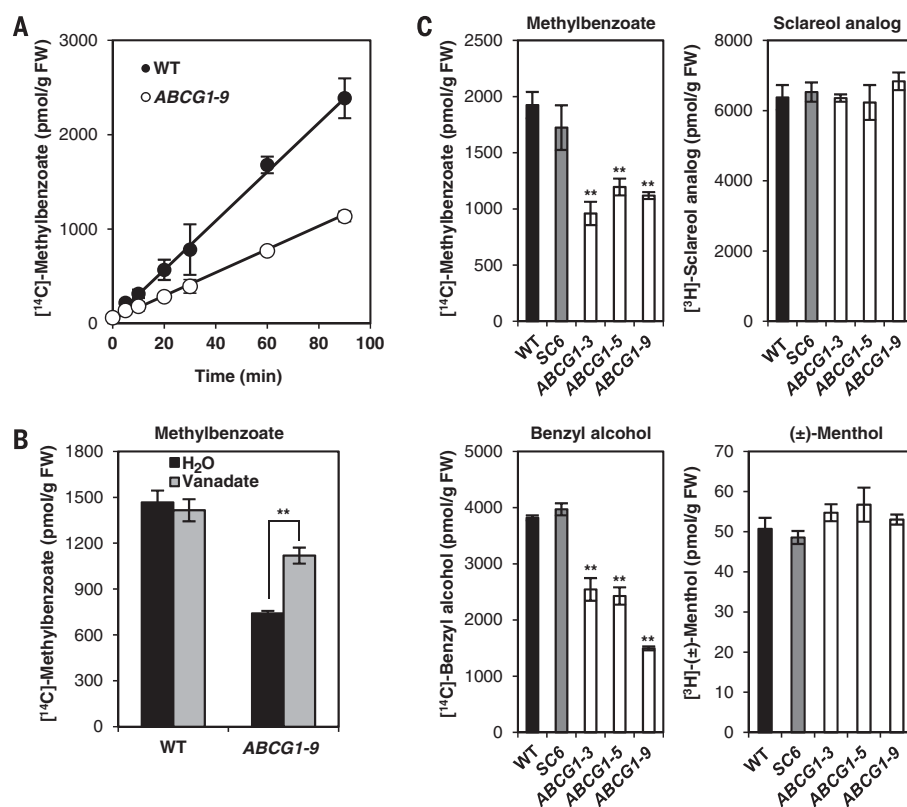 A
[¹⁴C]-Methylbenzoate (pmol/g FW)
3000
2000
1000
0
WT
ABCG1-9
0 20 40 60 80 100
Time (min)
B
Methylbenzoate
[¹⁴C]-Methylbenzoate (pmol/g FW)
1800
1500
1200
900
600
300
0
H₂O
Vanadate
**
WT ABCG1-9
C
Methylbenzoate
[¹⁴C]-Methylbenzoate (pmol/g FW)
2500
2000
1500
1000
500
0
** ** **
WT SC6 ABCG1-3 ABCG1-5 ABCG1-9
Sclareol analog
[³H]-Sclareol analog (pmol/g FW)
8000
6000
4000
2000
0
WT SC6 ABCG1-3 ABCG1-5 ABCG1-9
Benzyl alcohol
[¹⁴C]-Benzyl alcohol (pmol/g FW)
5000
4000
3000
2000
1000
0
** ** **
WT SC6 ABCG1-3 ABCG1-5 ABCG1-9
(±)-Menthol
[³H]-(±)-Menthol (pmol/g FW)
70
60
50
40
30
20
10
0
WT SC6 ABCG1-3 ABCG1-5 ABCG1-9